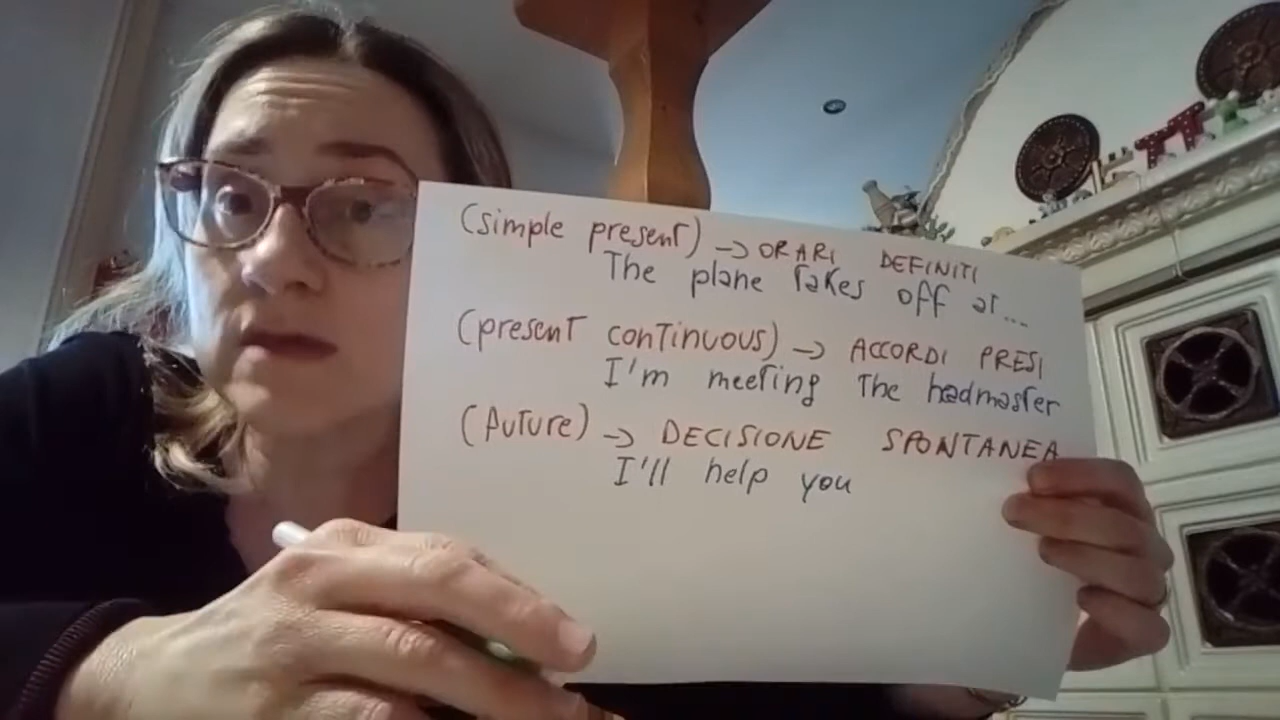 (simple present) → ORARI DEFINITI
The plane takes off at...
(present continuous) → ACCORDI PRESI
I'm meeting the headmaster
(future) → DECISIONE SPONTANEA
I'll help you